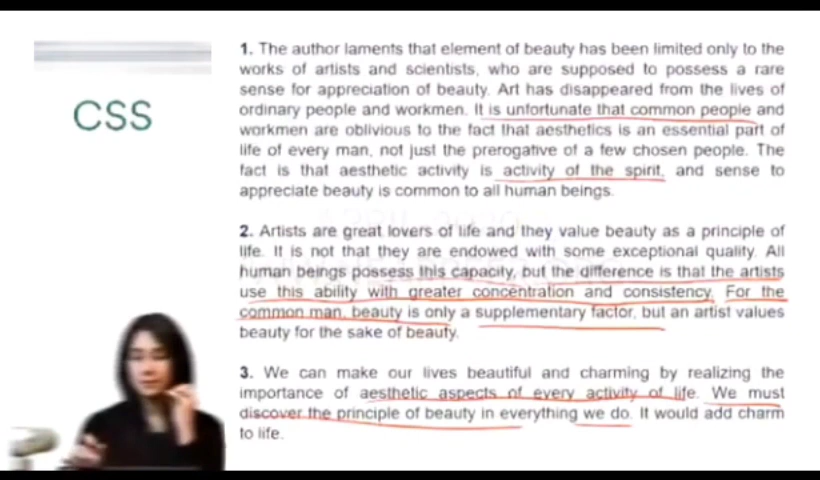 CSS
1. The author laments that element of beauty has been limited only to the
works of artists and scientists, who are supposed to possess a rare
sense for appreciation of beauty. Art has disappeared from the lives of
ordinary people and workmen. It is unfortunate that common people and
workmen are oblivious to the fact that aesthetics is an essential part of
life of every man, not just the prerogative of a few chosen people. The
fact is that aesthetic activity is activity of the spirit, and sense to
appreciate beauty is common to all human beings.
2. Artists are great lovers of life and they value beauty as a principle of
life. It is not that they are endowed with some exceptional quality. All
human beings possess this capacity, but the difference is that the artists
use this ability with greater concentration and consistency. For the
common man, beauty is only a supplementary factor, but an artist values
beauty for the sake of beauty.
3. We can make our lives beautiful and charming by realizing the
importance of aesthetic aspects of every activity of life. We must
discover the principle of beauty in everything we do. It would add charm
to life.